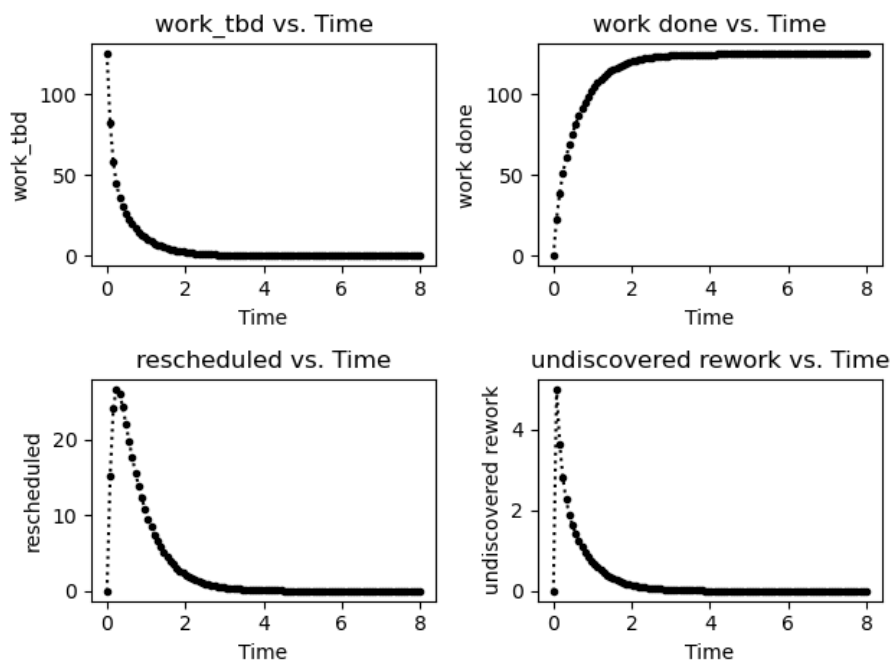 work_tbd vs. Time
work_tbd
100
50
0
0 2 4 6 8
Time
work done vs. Time
work done
100
50
0
0 2 4 6 8
Time
rescheduled vs. Time
rescheduled
20
10
0
0 2 4 6 8
Time
undiscovered rework vs. Time
undiscovered rework
4
2
0
0 2 4 6 8
Time